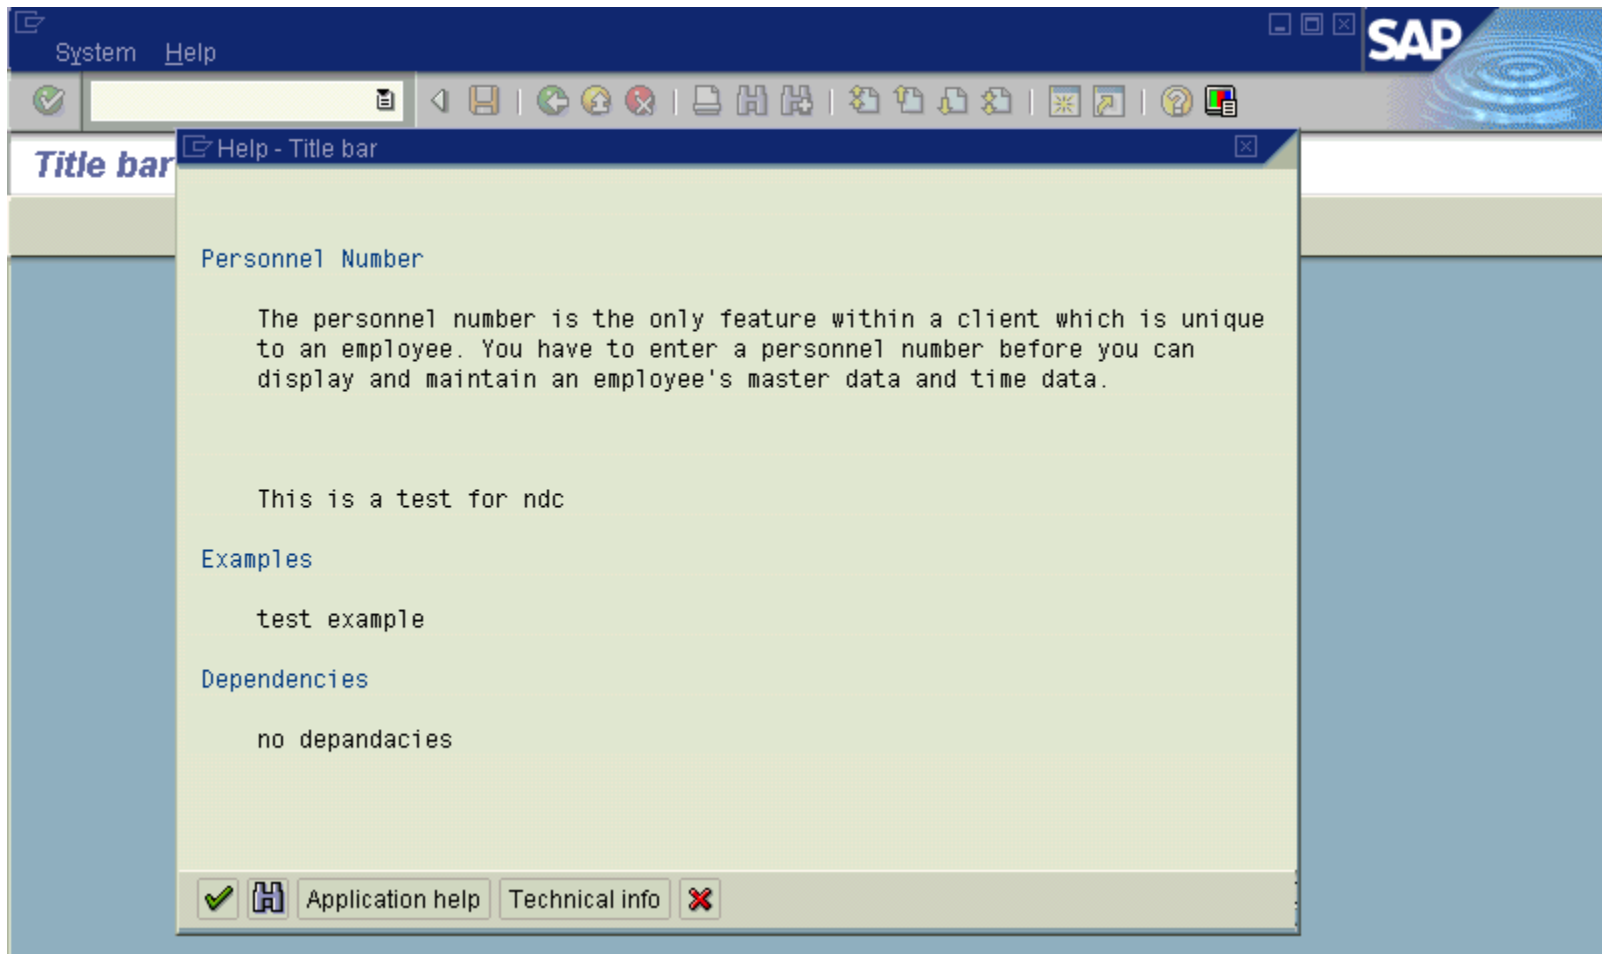 System Help
SAP
Title bar
Help - Title bar
Personnel Number
The personnel number is the only feature within a client which is unique
to an employee. You have to enter a personnel number before you can
display and maintain an employee's master data and time data.
This is a test for ndc
Examples
test example
Dependencies
no depandacies
Application help Technical info